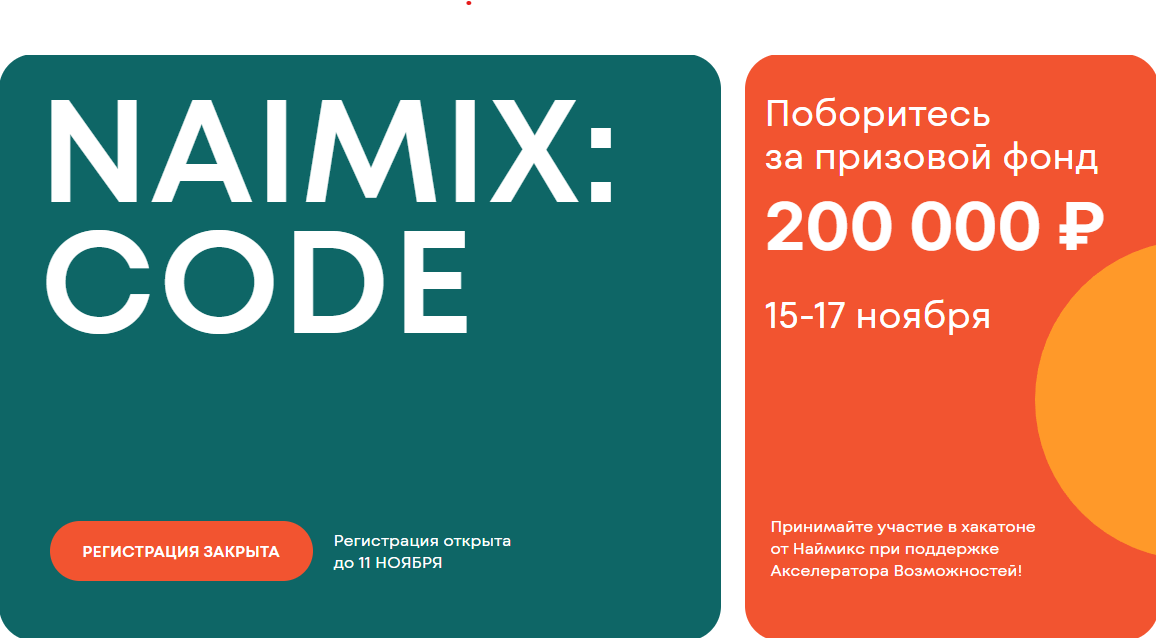 NAIMIX:
CODE
РЕГИСТРАЦИЯ ЗАКРЫТА
Регистрация открыта
до 11 НОЯБРЯ
Поборитесь
за призовой фонд
200 000 ₽
15-17 ноября
Принимайте участие в хакатоне
от Наймикс при поддержке
Акселератора Возможностей!